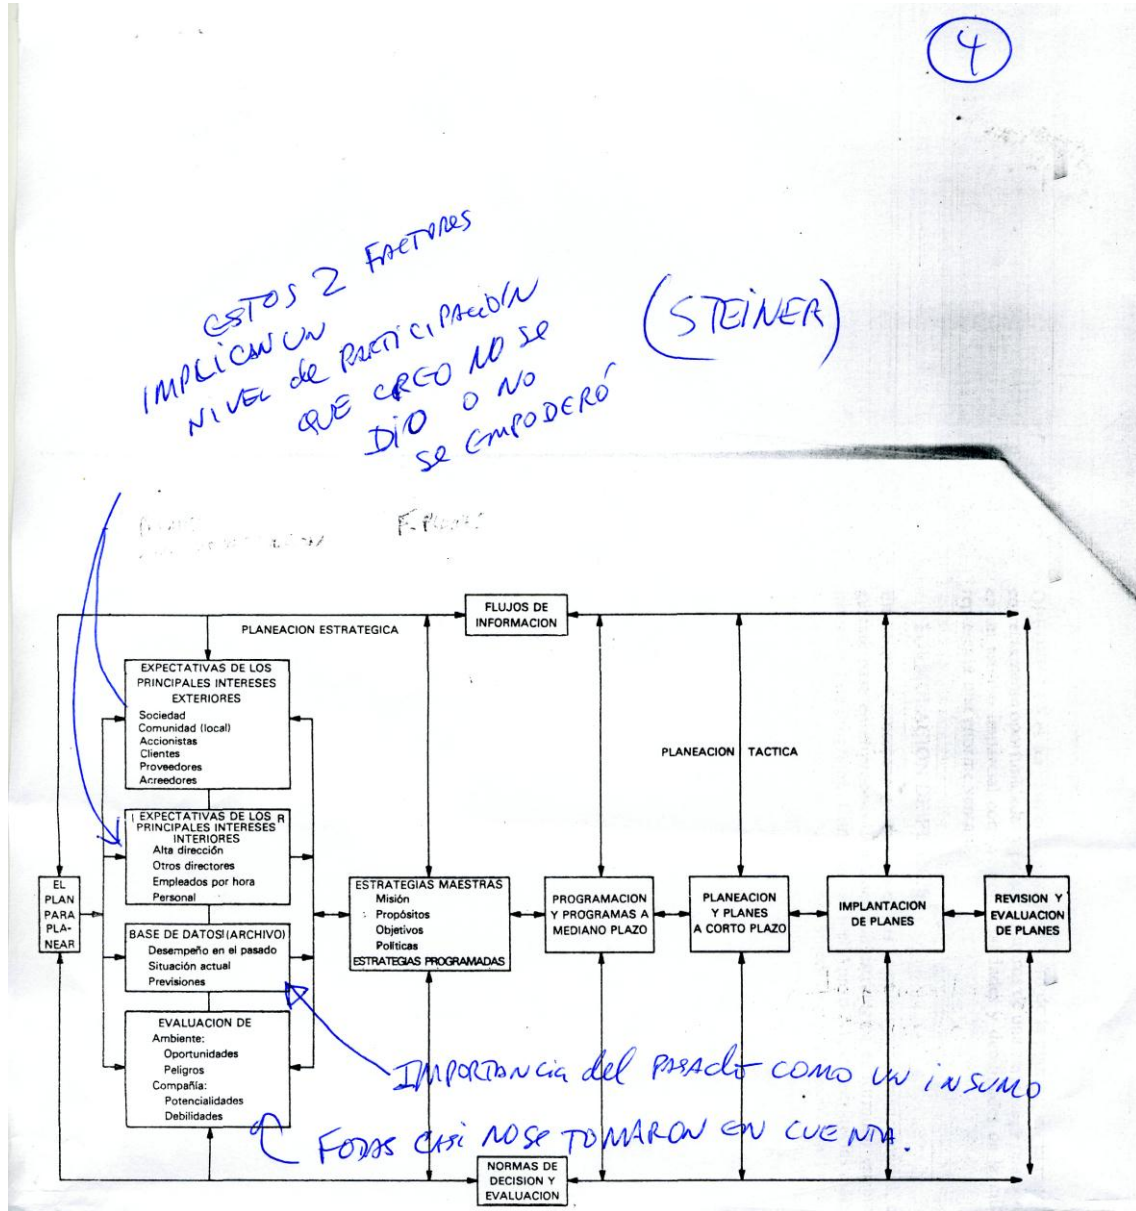 4
ESTOS 2 FACTORES
IMPLICAN UN
NIVEL de PARTICIPACIÓN
QUE CREO NO SE
DIO O NO
SE EMPODERÓ
(STEINER)
FLUJOS DE
INFORMACION
PLANEACION ESTRATEGICA
EXPECTATIVAS DE LOS
PRINCIPALES INTERESES
EXTERIORES
Sociedad
Comunidad (local)
Accionistas
Clientes
Proveedores
Acreedores
PLANEACION TACTICA
EXPECTATIVAS DE LOS
PRINCIPALES INTERESES
INTERIORES
Alta dirección
Otros directores
Empleados por hora
Personal
EL
PLAN
PARA
PLA-
NEAR
BASE DE DATOS (ARCHIVO)
Desempeño en el pasado
Situación actual
Previsiones
EVALUACION DE
Ambiente:
Oportunidades
Peligros
Compañía:
Potencialidades
Debilidades
ESTRATEGIAS MAESTRAS
Misión
Propósitos
Objetivos
Políticas
ESTRATEGIAS PROGRAMADAS
PROGRAMACION
Y PROGRAMAS A
MEDIANO PLAZO
PLANEACION
Y PLANES
A CORTO PLAZO
IMPLANTACION
DE PLANES
REVISION Y
EVALUACION
DE PLANES
IMPORTANCIA del PASADO COMO UN INSUMO
FODAS CASI NO SE TOMARON EN CUENTA.
NORMAS DE
DECISION Y
EVALUACION